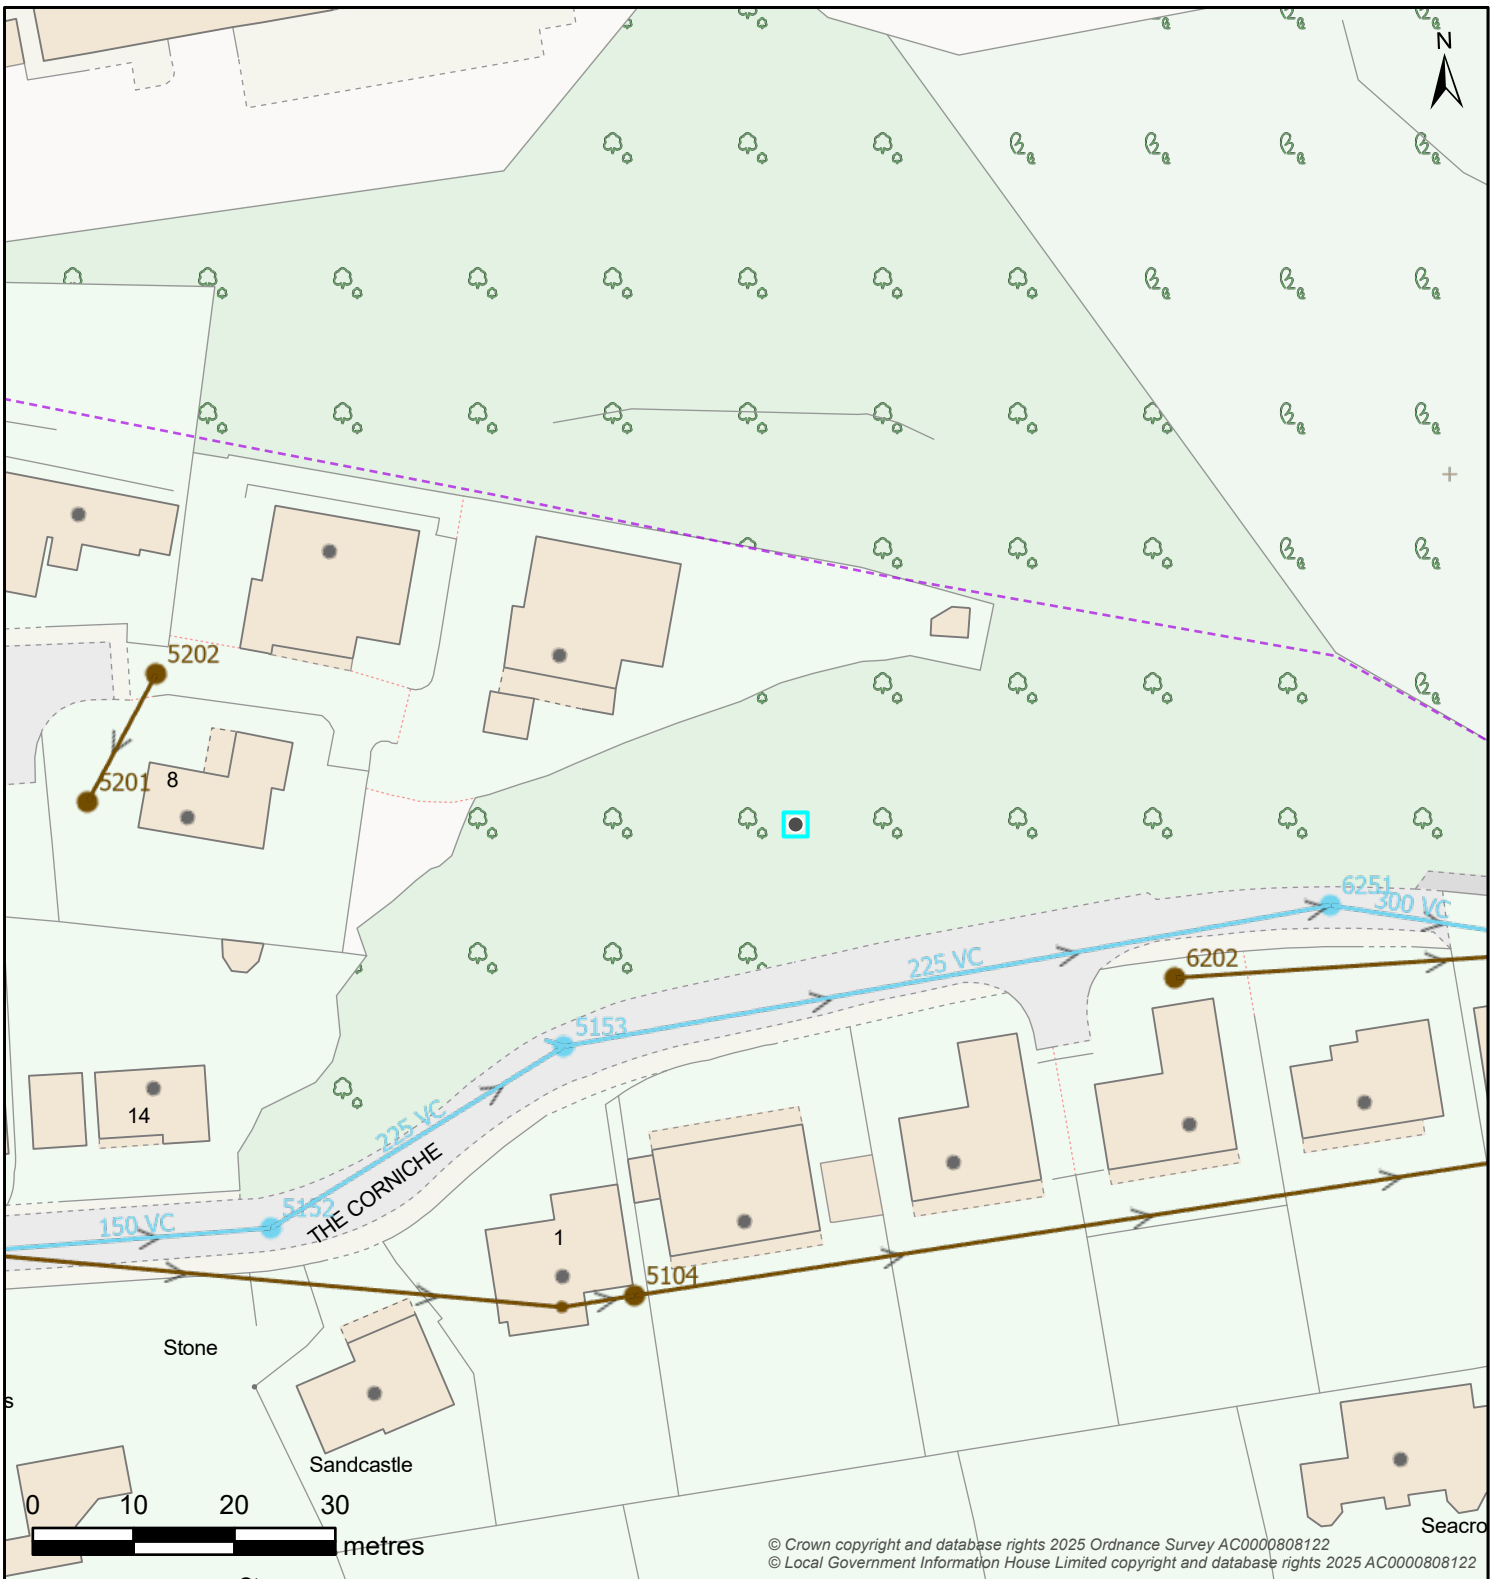 N
5202
5201
8
6251
300 VC
225 VC
6202
5153
14
225 VC
THE CORNICHE
5152
150 VC
1
5104
Stone
s
Sandcastle
0 10 20 30
metres
Seacro
© Crown copyright and database rights 2025 Ordnance Survey AC0000808122
© Local Government Information House Limited copyright and database rights 2025 AC0000808122